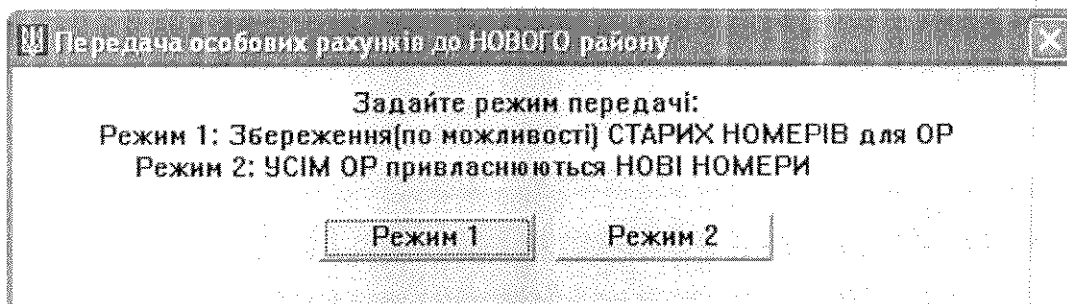 Передача особових рахунків до НОВОГО району
Задайте режим передачі:
Режим 1: Збереження(по можливості) СТАРИХ НОМЕРІВ для ОР
Режим 2: УСІМ ОР привласнюються НОВІ НОМЕРИ
Режим 1
Режим 2